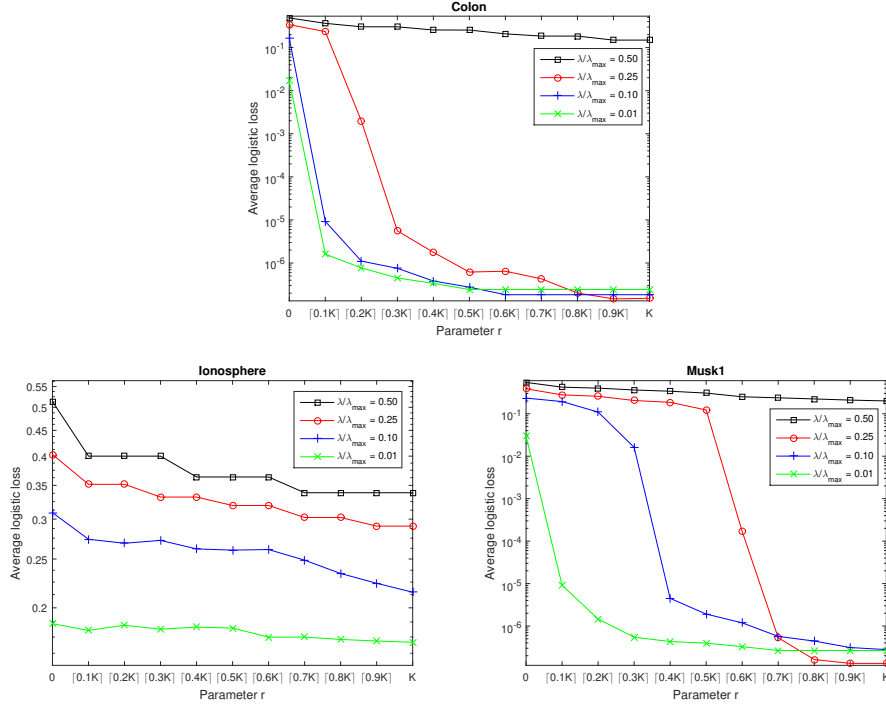 Colon
Average logistic loss
10^-1
10^-2
10^-3
10^-4
10^-5
10^-6
λ/λmax = 0.50
λ/λmax = 0.25
λ/λmax = 0.10
λ/λmax = 0.01
0 ⌈0.1K⌉ ⌈0.2K⌉ ⌈0.3K⌉ ⌈0.4K⌉ ⌈0.5K⌉ ⌈0.6K⌉ ⌈0.7K⌉ ⌈0.8K⌉ ⌈0.9K⌉ K
Parameter r
Ionosphere
Average logistic loss
0.55
0.5
0.4
0.35
0.3
0.25
0.2
λ/λmax = 0.50
λ/λmax = 0.25
λ/λmax = 0.10
λ/λmax = 0.01
0 ⌈0.1K⌉ ⌈0.2K⌉ ⌈0.3K⌉ ⌈0.4K⌉ ⌈0.5K⌉ ⌈0.6K⌉ ⌈0.7K⌉ ⌈0.8K⌉ ⌈0.9K⌉ K
Parameter r
Musk1
Average logistic loss
10^-1
10^-2
10^-3
10^-4
10^-5
10^-6
λ/λmax = 0.50
λ/λmax = 0.25
λ/λmax = 0.10
λ/λmax = 0.01
0 ⌈0.1K⌉ ⌈0.2K⌉ ⌈0.3K⌉ ⌈0.4K⌉ ⌈0.5K⌉ ⌈0.6K⌉ ⌈0.7K⌉ ⌈0.8K⌉ ⌈0.9K⌉ K
Parameter r